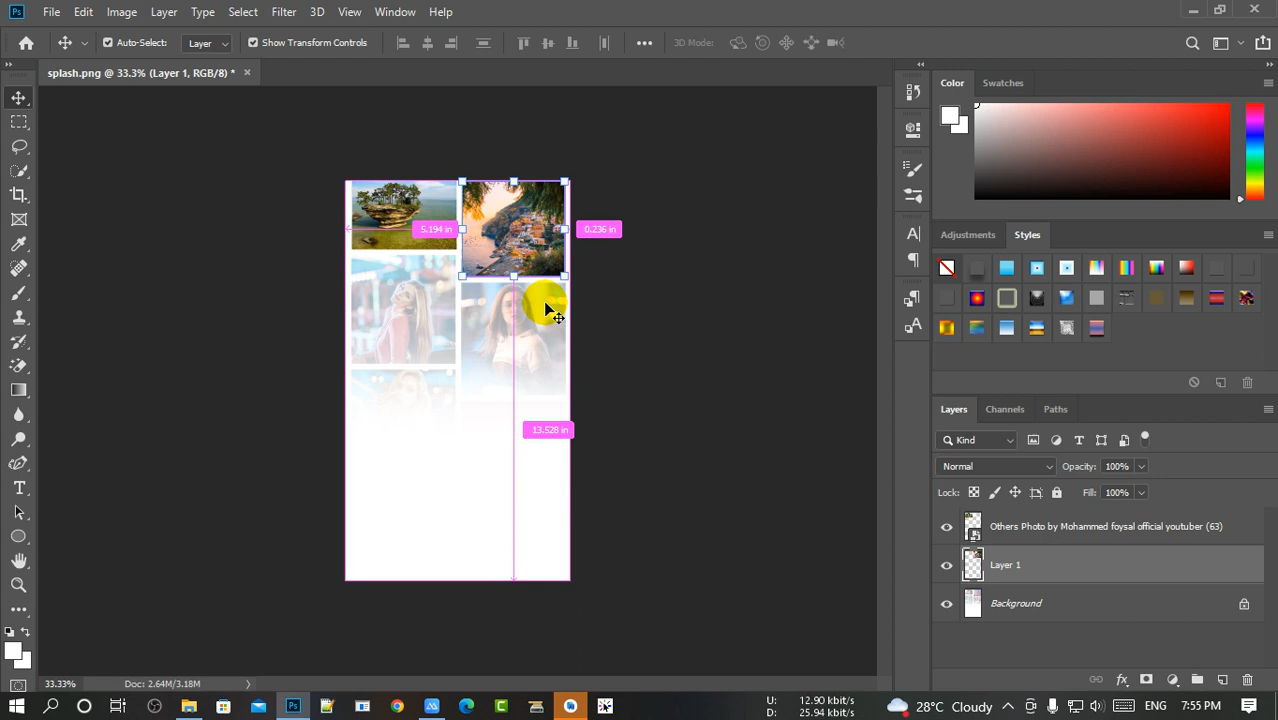 Ps File Edit Image Layer Type Select Filter 3D View Window Help
Auto-Select: Layer Show Transform Controls 3D Mode:
splash.png @ 33.3% (Layer 1, RGB/8) *
Color Swatches
5.194 in
0.236 in
13.528 in
Adjustments Styles
Layers Channels Paths
Kind
Normal Opacity: 100%
Lock: Fill: 100%
Others Photo by Mohammed foysal official youtuber (63)
Layer 1
Background
33.33% Doc: 2.64M/3.18M
U: 12.90 kbit/s
D: 25.94 kbit/s
28°C Cloudy ENG 7:55 PM